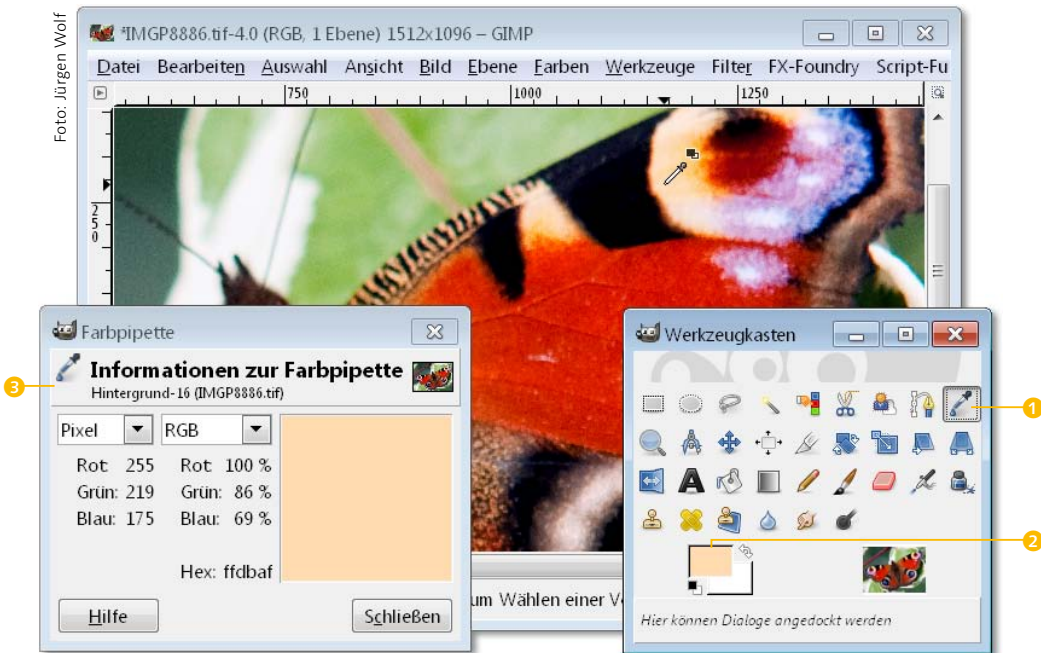 Foto: Jürgen Wolf
*IMGP8886.tif-4.0 (RGB, 1 Ebene) 1512x1096 – GIMP
Datei Bearbeiten Auswahl Ansicht Bild Ebene Farben Werkzeuge Filter FX-Foundry Script-Fu
750 1000 1250
250
Farbpipette
3
Informationen zur Farbpipette
Hintergrund-16 (IMGP8886.tif)
Pixel RGB
Rot: 255 Rot: 100 %
Grün: 219 Grün: 86 %
Blau: 175 Blau: 69 %
Hex: ffdbaf
Hilfe Schließen
um Wählen einer
Werkzeugkasten
1
2
Hier können Dialoge angedockt werden